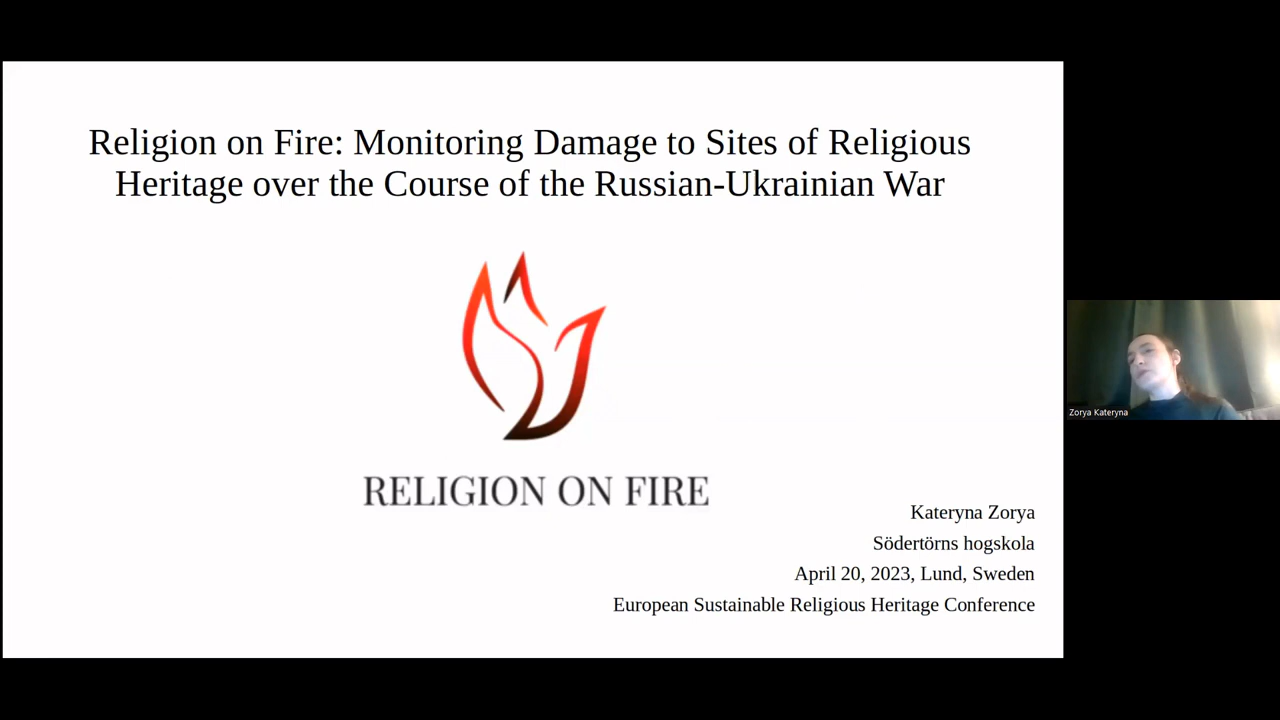 Religion on Fire: Monitoring Damage to Sites of Religious
Heritage over the Course of the Russian-Ukrainian War
RELIGION ON FIRE
Kateryna Zorya
Södertörns hogskola
April 20, 2023, Lund, Sweden
European Sustainable Religious Heritage Conference
Zorya Kateryna